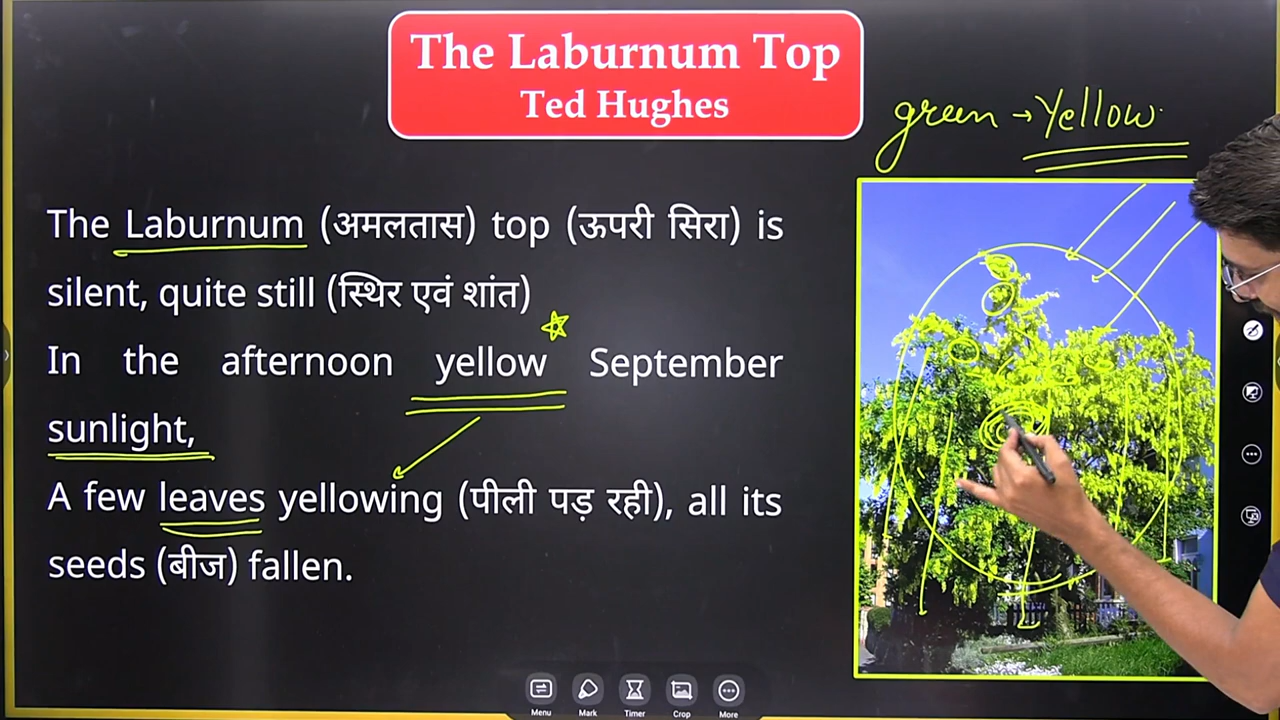 The Laburnum Top
Ted Hughes
green → Yellow
The Laburnum (अमलतास) top (ऊपरी सिरा) is
silent, quite still (स्थिर एवं शांत)
In the afternoon yellow September
sunlight,
A few leaves yellowing (पीली पड़ रही), all its
seeds (बीज) fallen.
Menu Mark Timer Crop More